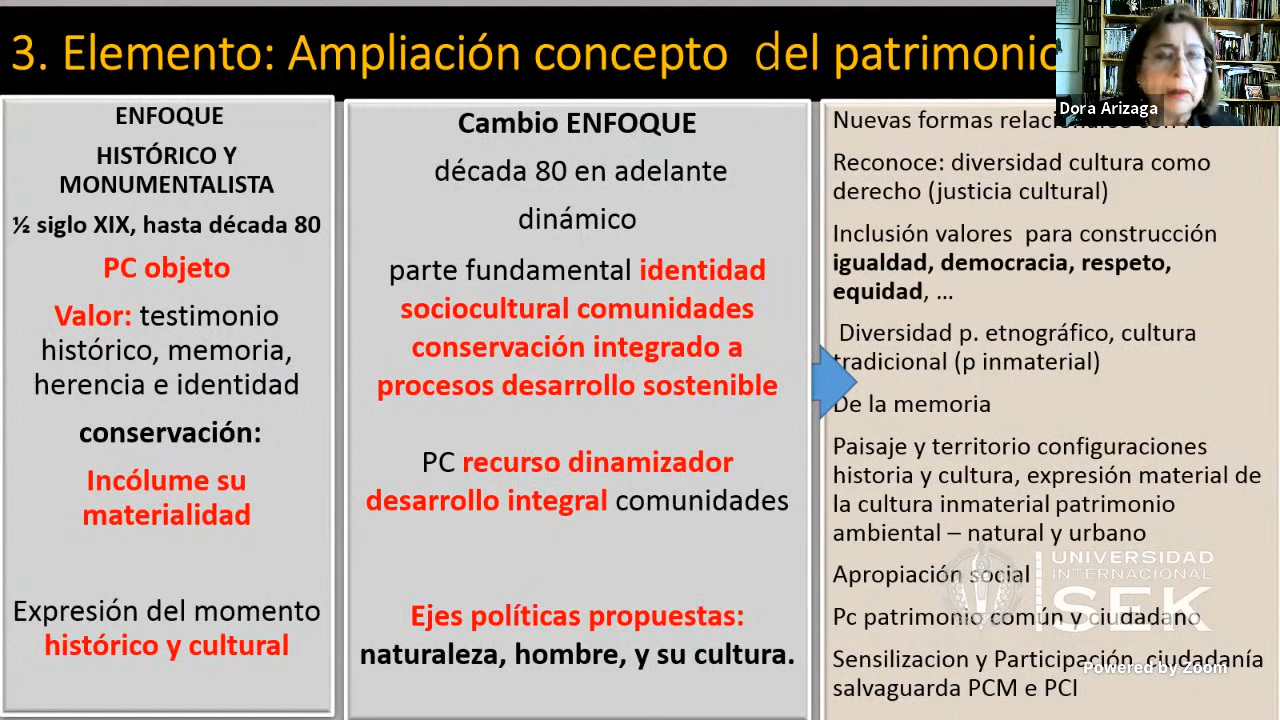 3. Elemento: Ampliación concepto del patrimonio
Dora Arizaga
ENFOQUE
HISTÓRICO Y
MONUMENTALISTA
½ siglo XIX, hasta década 80
PC objeto
Valor: testimonio
histórico, memoria,
herencia e identidad
conservación:
Incólume su
materialidad
Expresión del momento
histórico y cultural
Cambio ENFOQUE
década 80 en adelante
dinámico
parte fundamental identidad
sociocultural comunidades
conservación integrado a
procesos desarrollo sostenible
PC recurso dinamizador
desarrollo integral comunidades
Ejes políticas propuestas:
naturaleza, hombre, y su cultura.
Nuevas formas
Reconoce: diversidad cultura como
derecho (justicia cultural)
Inclusión valores para construcción
igualdad, democracia, respeto,
equidad, ...
Diversidad p. etnográfico, cultura
tradicional (p inmaterial)
De la memoria
Paisaje y territorio configuraciones
historia y cultura, expresión material de
la cultura inmaterial patrimonio
ambiental – natural y urbano
Apropiación social
Pc patrimonio común y ciudadano
Sensilizacion y Participación ciudadanía
salvaguarda PCM e PCI
UNIVERSIDAD
INTERNACIONAL
SEK
Powered by Zoom